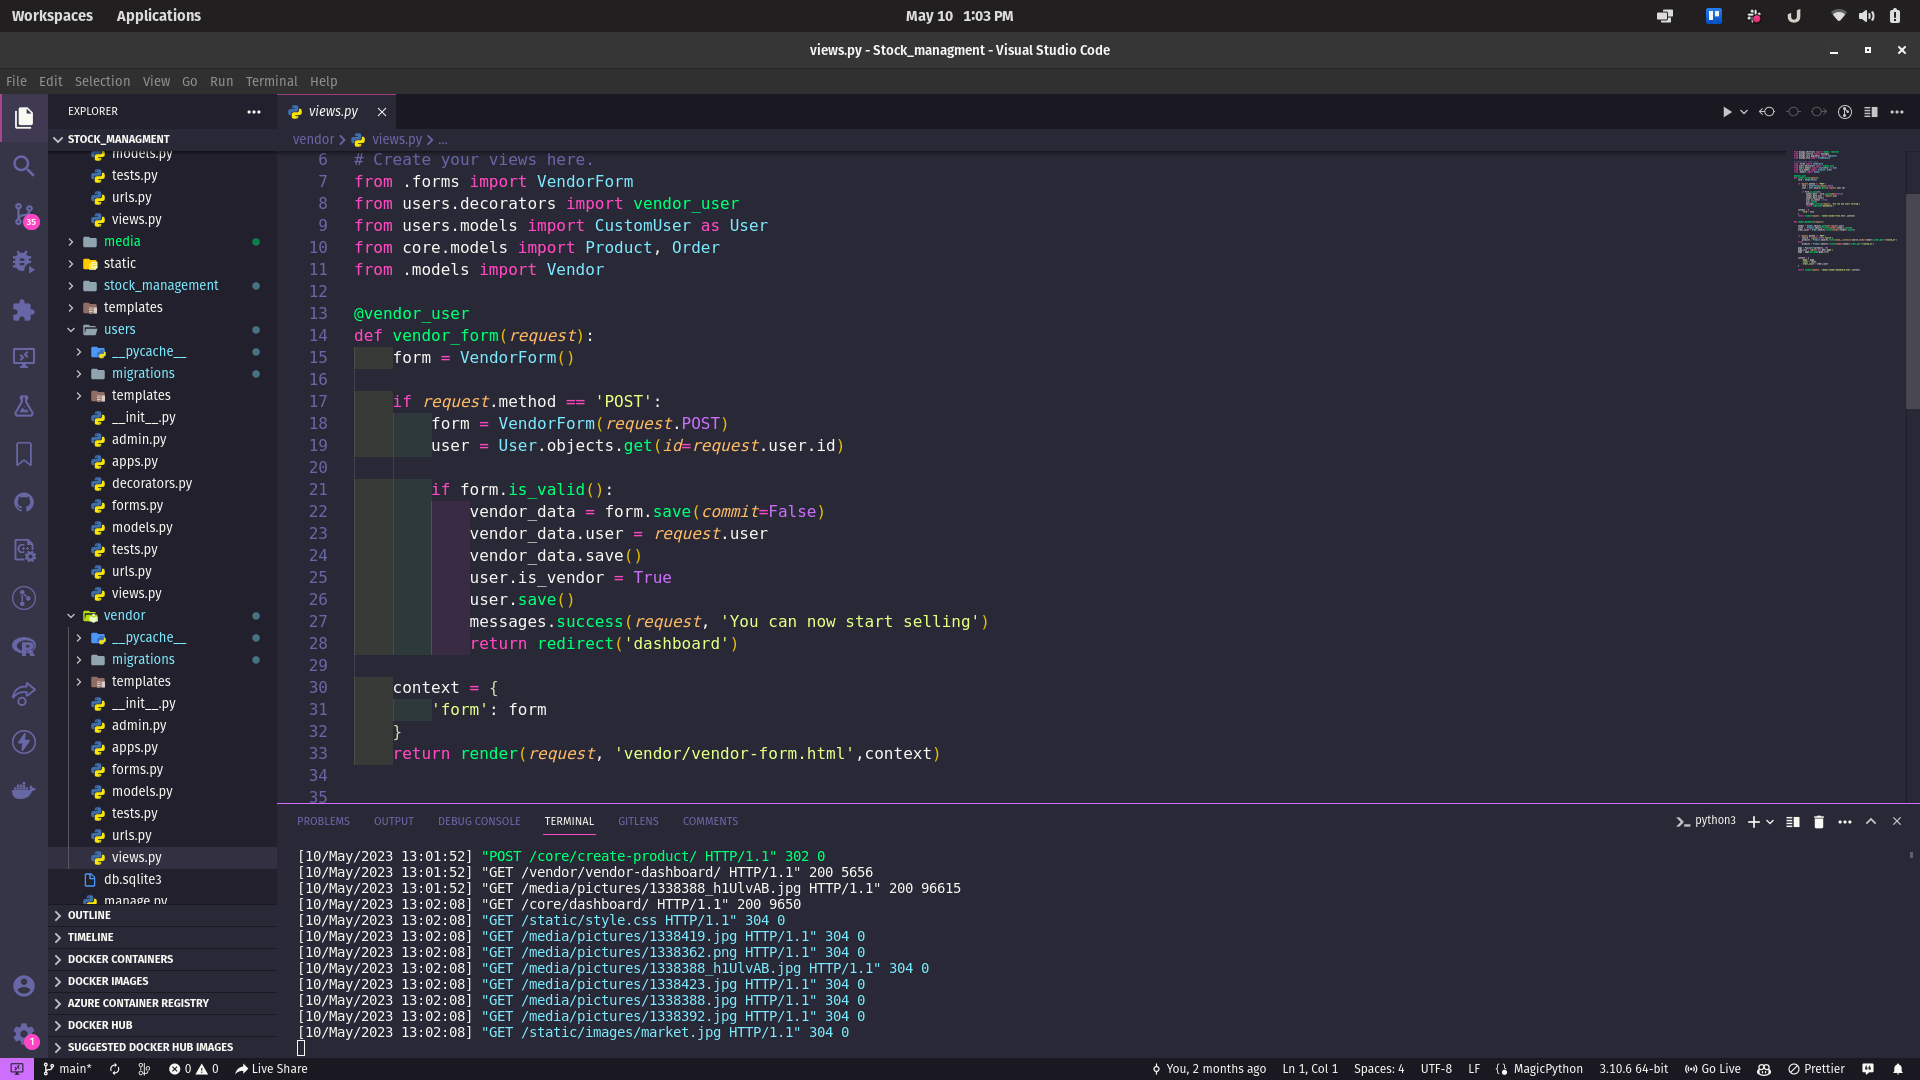 Workspaces Applications May 10 1:03 PM
views.py - Stock_managment - Visual Studio Code
File Edit Selection View Go Run Terminal Help
EXPLORER
STOCK_MANAGMENT
models.py
tests.py
urls.py
views.py
media
static
stock_management
templates
users
__pycache__
migrations
templates
__init__.py
admin.py
apps.py
decorators.py
forms.py
models.py
tests.py
urls.py
views.py
vendor
__pycache__
migrations
templates
__init__.py
admin.py
apps.py
forms.py
models.py
tests.py
urls.py
views.py
db.sqlite3
manage.py
OUTLINE
TIMELINE
DOCKER CONTAINERS
DOCKER IMAGES
AZURE CONTAINER REGISTRY
DOCKER HUB
SUGGESTED DOCKER HUB IMAGES
35
1
views.py
vendor > views.py > ...
6 # Create your views here.
7 from .forms import VendorForm
8 from users.decorators import vendor_user
9 from users.models import CustomUser as User
10 from core.models import Product, Order
11 from .models import Vendor
12
13 @vendor_user
14 def vendor_form(request):
15 form = VendorForm()
16
17 if request.method == 'POST':
18 form = VendorForm(request.POST)
19 user = User.objects.get(id=request.user.id)
20
21 if form.is_valid():
22 vendor_data = form.save(commit=False)
23 vendor_data.user = request.user
24 vendor_data.save()
25 user.is_vendor = True
26 user.save()
27 messages.success(request, 'You can now start selling')
28 return redirect('dashboard')
29
30 context = {
31 'form': form
32 }
33 return render(request, 'vendor/vendor-form.html',context)
34
35
PROBLEMS OUTPUT DEBUG CONSOLE TERMINAL GITLENS COMMENTS python3
[10/May/2023 13:01:52] "POST /core/create-product/ HTTP/1.1" 302 0
[10/May/2023 13:01:52] "GET /vendor/vendor-dashboard/ HTTP/1.1" 200 5656
[10/May/2023 13:01:52] "GET /media/pictures/1338388_h1UlvAB.jpg HTTP/1.1" 200 96615
[10/May/2023 13:02:08] "GET /core/dashboard/ HTTP/1.1" 200 9650
[10/May/2023 13:02:08] "GET /static/style.css HTTP/1.1" 304 0
[10/May/2023 13:02:08] "GET /media/pictures/1338419.jpg HTTP/1.1" 304 0
[10/May/2023 13:02:08] "GET /media/pictures/1338362.png HTTP/1.1" 304 0
[10/May/2023 13:02:08] "GET /media/pictures/1338388_h1UlvAB.jpg HTTP/1.1" 304 0
[10/May/2023 13:02:08] "GET /media/pictures/1338423.jpg HTTP/1.1" 304 0
[10/May/2023 13:02:08] "GET /media/pictures/1338388.jpg HTTP/1.1" 304 0
[10/May/2023 13:02:08] "GET /media/pictures/1338392.jpg HTTP/1.1" 304 0
[10/May/2023 13:02:08] "GET /static/images/market.jpg HTTP/1.1" 304 0
main* 0 0 Live Share You, 2 months ago Ln 1, Col 1 Spaces: 4 UTF-8 LF MagicPython 3.10.6 64-bit Go Live Prettier